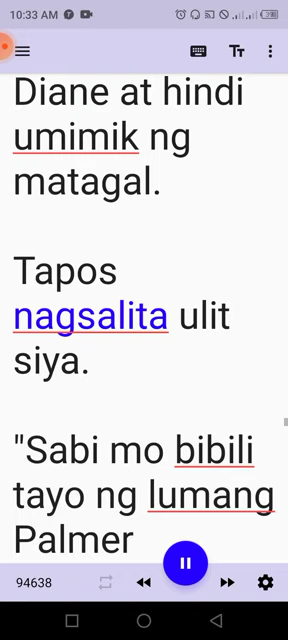 10:33 AM
Diane at hindi
umimik ng
matagal.
Tapos
nagsalita ulit
siya.
"Sabi mo bibili
tayo ng lumang
Palmer
94638